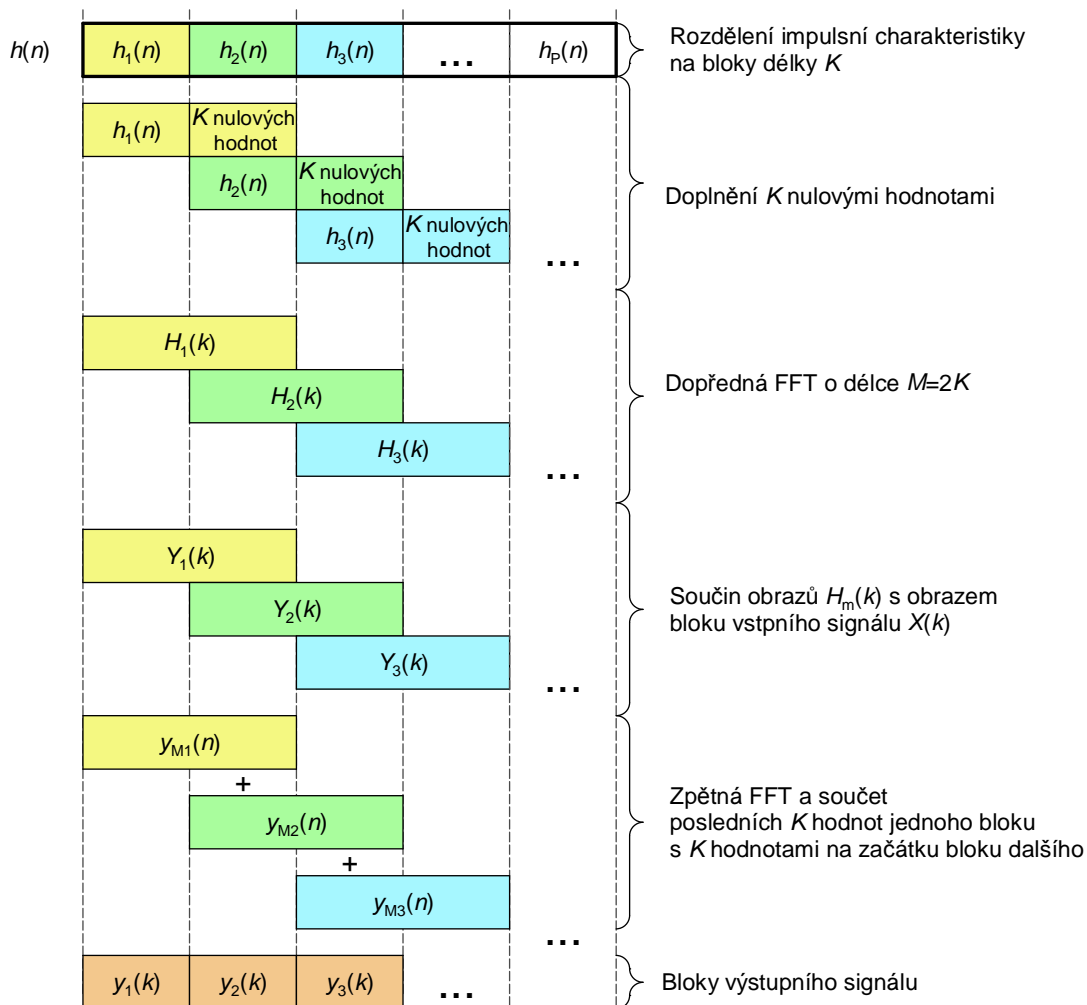 h(n) h1(n) h2(n) h3(n) ... hP(n)
Rozdělení impulsní charakteristiky
na bloky délky K
h1(n) K nulových
hodnot
h2(n) K nulových
hodnot
h3(n) K nulových
hodnot
...
Doplnění K nulovými hodnotami
H1(k)
H2(k)
H3(k)
...
Dopředná FFT o délce M=2K
Y1(k)
Y2(k)
Y3(k)
...
Součin obrazů Hm(k) s obrazem
bloku vstpního signálu X(k)
yM1(n)
+
yM2(n)
+
yM3(n)
...
Zpětná FFT a součet
posledních K hodnot jednoho bloku
s K hodnotami na začátku bloku dalšího
y1(k) y2(k) y3(k) ...
Bloky výstupního signálu